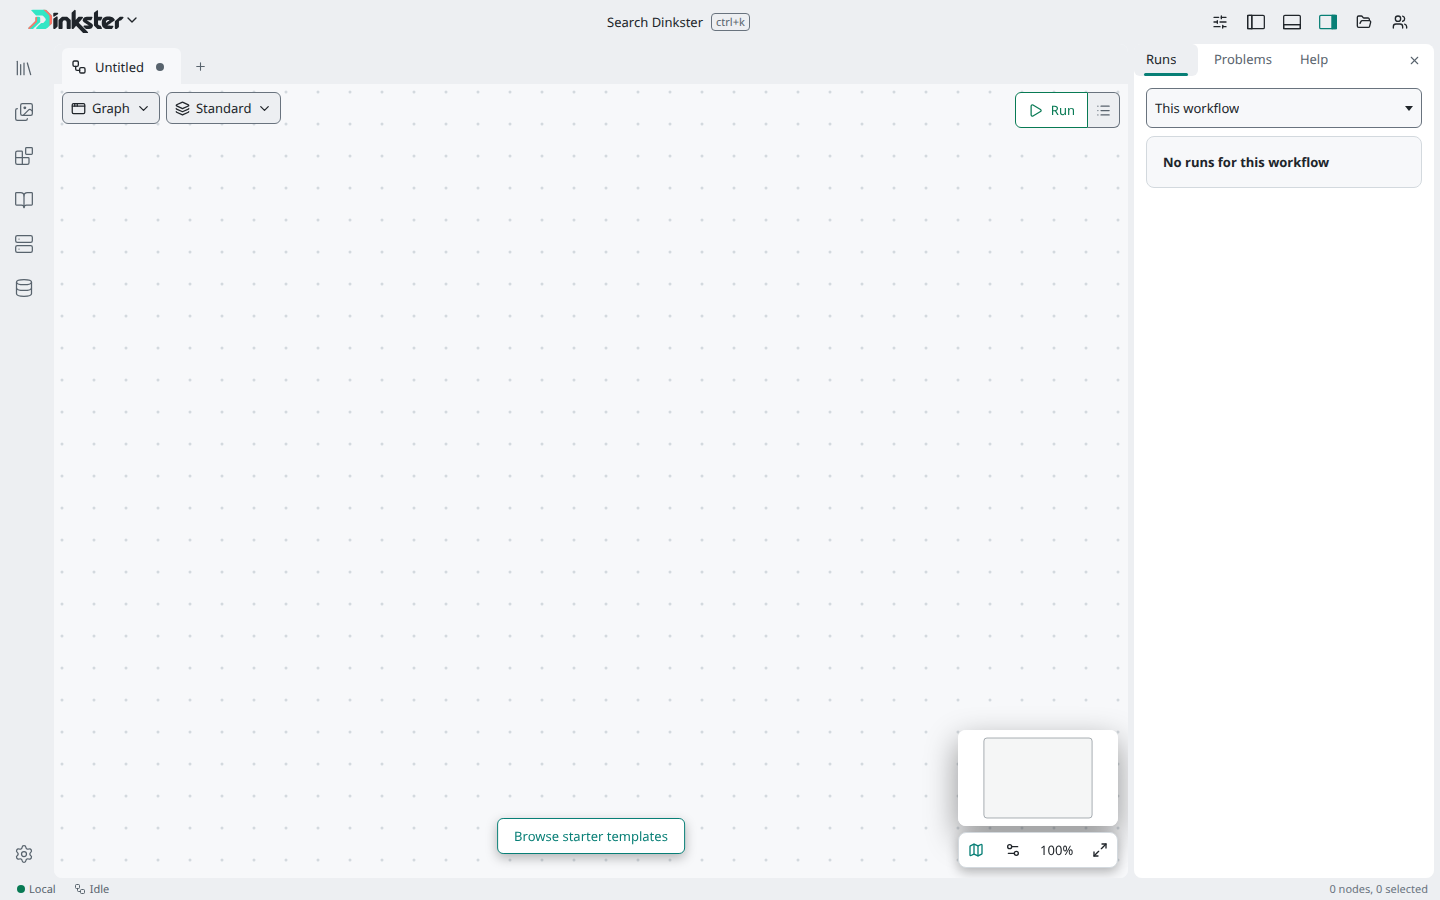 Dinkster
Search Dinkster ctrl+k
Untitled
Graph
Standard
Run
Runs Problems Help
This workflow
No runs for this workflow
Browse starter templates
100%
Local
Idle
0 nodes, 0 selected